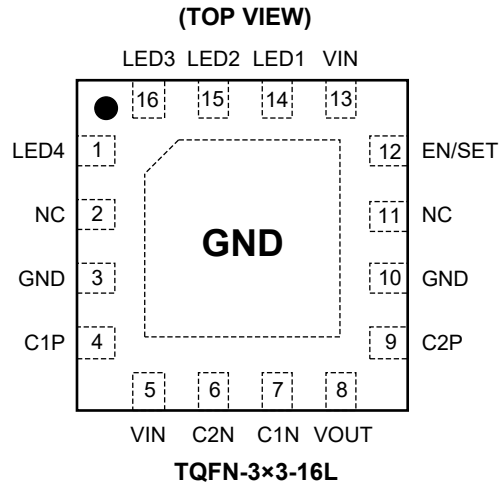 (TOP VIEW)
LED3 LED2 LED1 VIN
16 15 14 13
LED4 1 12 EN/SET
NC 2 11 NC
GND
GND 3 10 GND
C1P 4 9 C2P
5 6 7 8
VIN C2N C1N VOUT
TQFN-3×3-16L